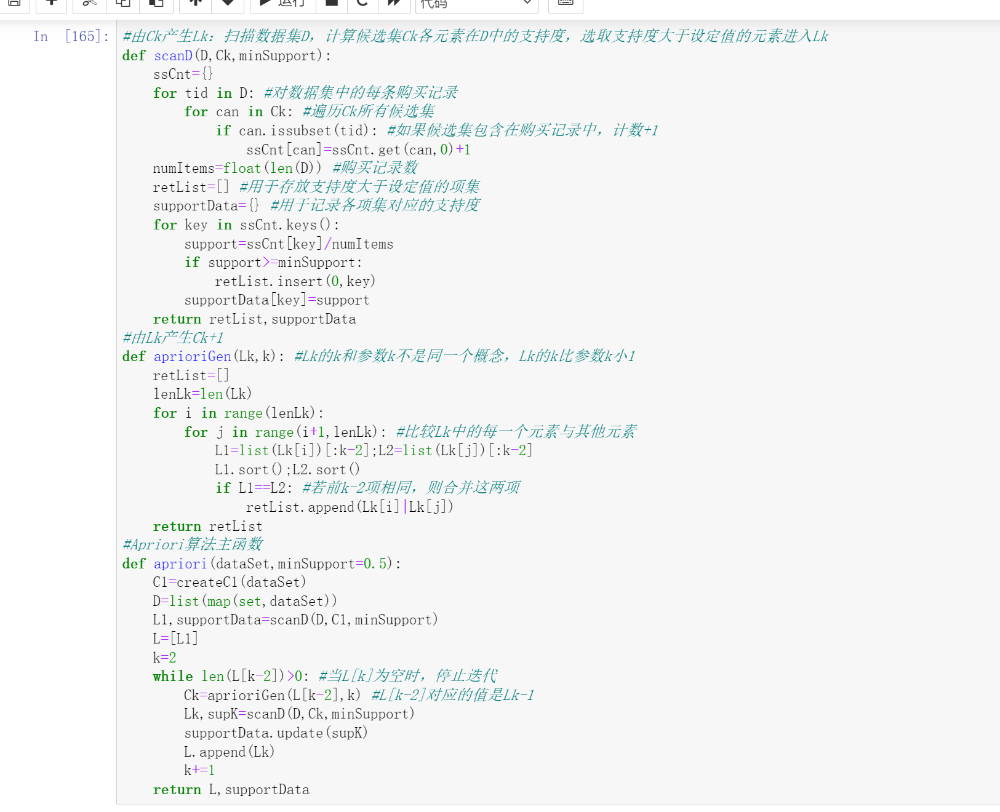 运行
代码
In [165]:
#由Ck产生Lk：扫描数据集D，计算候选集Ck各元素在D中的支持度，选取支持度大于设定值的元素进入Lk
def scanD(D,Ck,minSupport):
    ssCnt={}
    for tid in D: #对数据集中的每条购买记录
        for can in Ck: #遍历Ck所有候选集
            if can.issubset(tid): #如果候选集包含在购买记录中，计数+1
                ssCnt[can]=ssCnt.get(can,0)+1
    numItems=float(len(D)) #购买记录数
    retList=[] #用于存放支持度大于设定值的项集
    supportData={} #用于记录各项集对应的支持度
    for key in ssCnt.keys():
        support=ssCnt[key]/numItems
        if support>=minSupport:
            retList.insert(0,key)
        supportData[key]=support
    return retList,supportData
#由Lk产生Ck+1
def aprioriGen(Lk,k): #Lk的k和参数k不是同一个概念，Lk的k比参数k小1
    retList=[]
    lenLk=len(Lk)
    for i in range(lenLk):
        for j in range(i+1,lenLk): #比较Lk中的每一个元素与其他元素
            L1=list(Lk[i])[:k-2];L2=list(Lk[j])[:k-2]
            L1.sort();L2.sort()
            if L1==L2: #若前k-2项相同，则合并这两项
                retList.append(Lk[i]|Lk[j])
    return retList
#Apriori算法主函数
def apriori(dataSet,minSupport=0.5):
    C1=createC1(dataSet)
    D=list(map(set,dataSet))
    L1,supportData=scanD(D,C1,minSupport)
    L=[L1]
    k=2
    while len(L[k-2])>0: #当L[k]为空时，停止迭代
        Ck=aprioriGen(L[k-2],k) #L[k-2]对应的值是Lk-1
        Lk,supK=scanD(D,Ck,minSupport)
        supportData.update(supK)
        L.append(Lk)
        k+=1
    return L,supportData